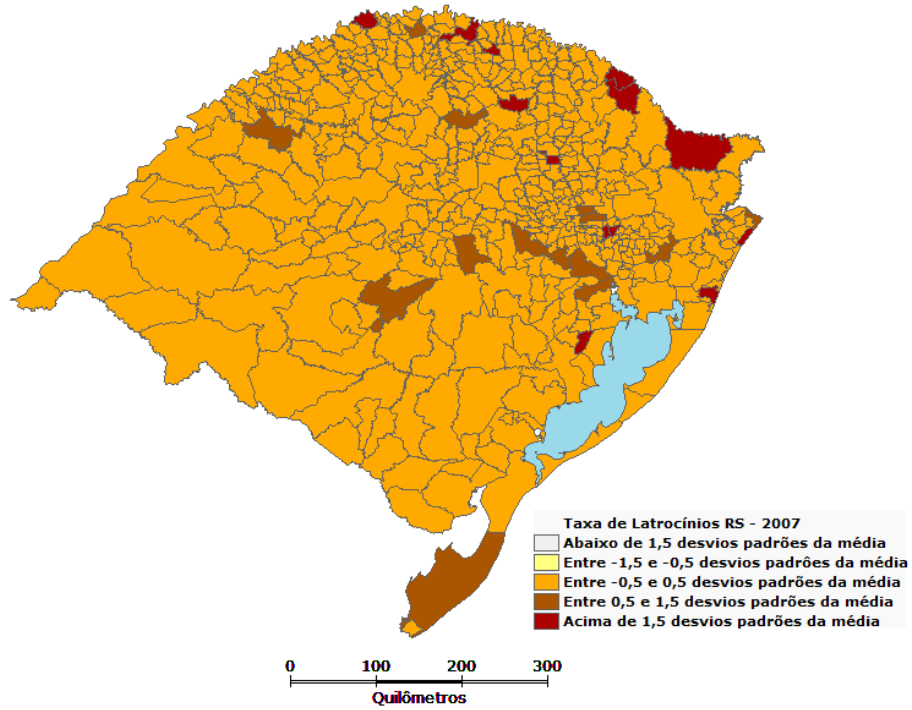 Taxa de Latrocínios RS - 2007
Abaixo de 1,5 desvios padrões da média
Entre -1,5 e -0,5 desvios padrões da média
Entre -0,5 e 0,5 desvios padrões da média
Entre 0,5 e 1,5 desvios padrões da média
Acima de 1,5 desvios padrões da média
0 100 200 300
Quilômetros